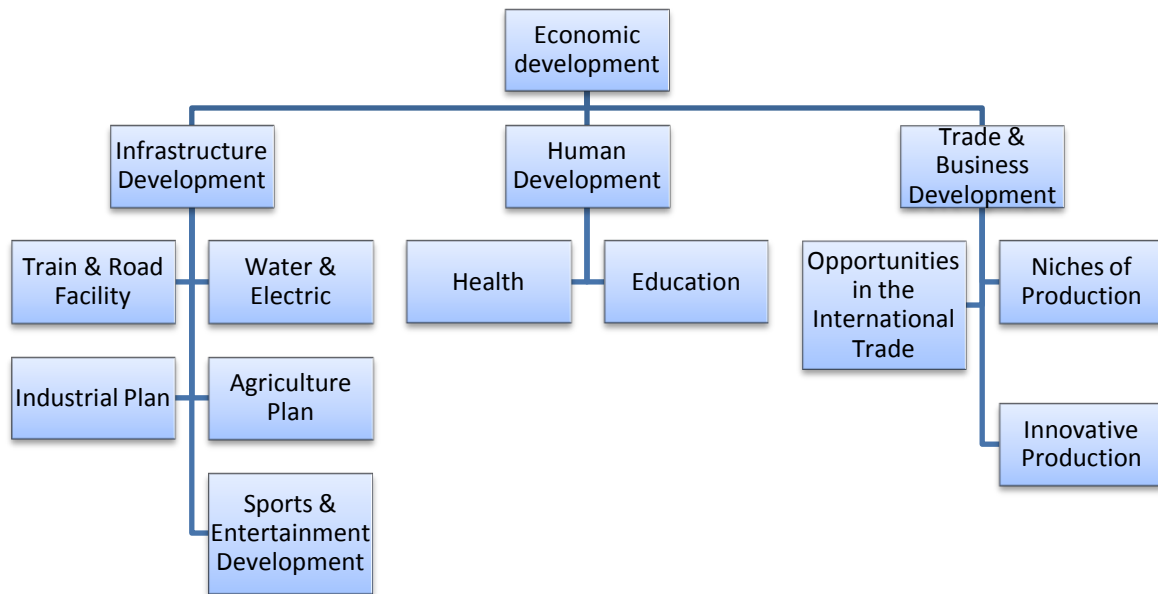 Economic
development
Infrastructure
Development
Human
Development
Trade &
Business
Development
Train & Road
Facility
Water &
Electric
Health
Education
Opportunities
in the
International
Trade
Niches of
Production
Industrial Plan
Agriculture
Plan
Innovative
Production
Sports &
Entertainment
Development